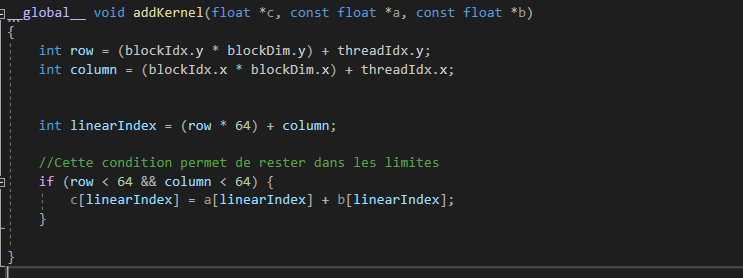 __global__ void addKernel(float *c, const float *a, const float *b)
{
int row = (blockIdx.y * blockDim.y) + threadIdx.y;
int column = (blockIdx.x * blockDim.x) + threadIdx.x;
int linearIndex = (row * 64) + column;
//Cette condition permet de rester dans les limites
if (row < 64 && column < 64) {
c[linearIndex] = a[linearIndex] + b[linearIndex];
}
}